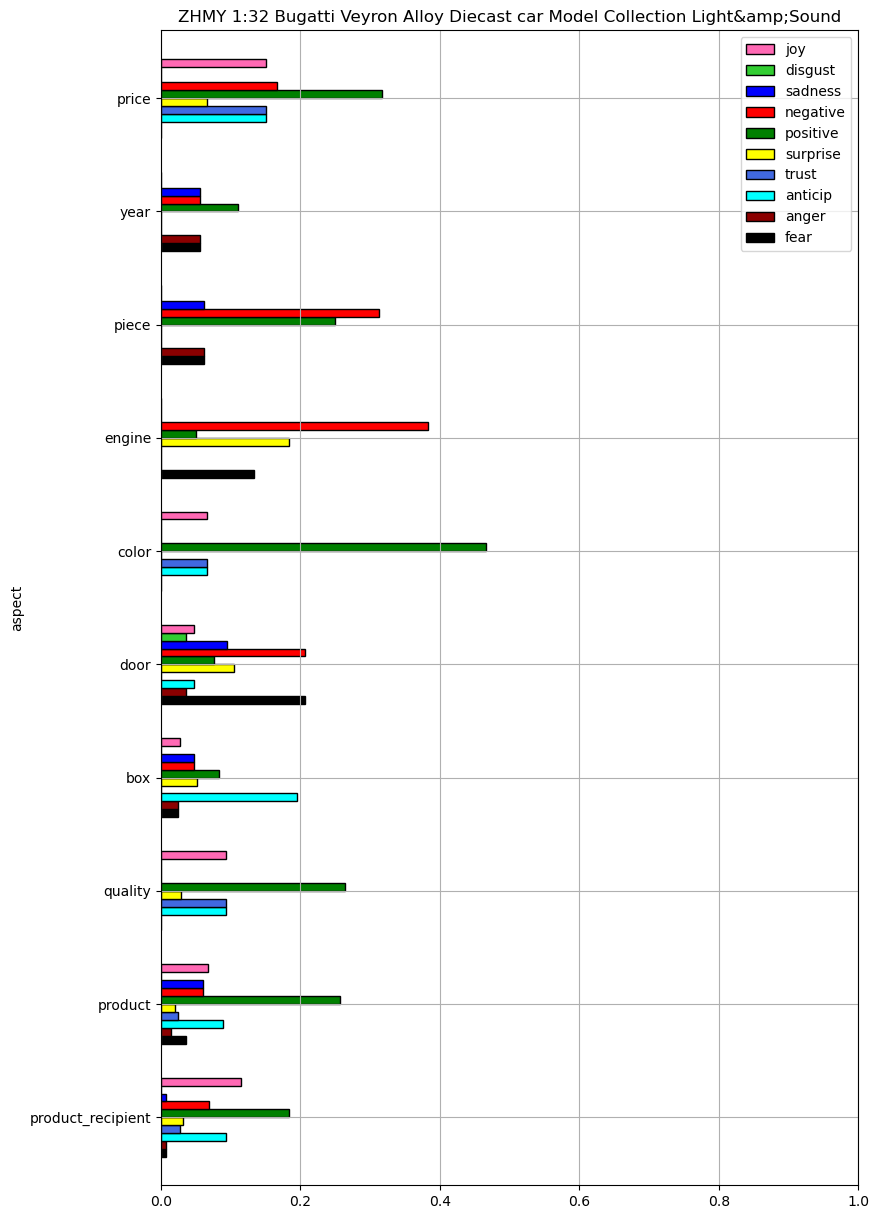 ZHMY 1:32 Bugatti Veyron Alloy Diecast car Model Collection Light&amp;Sound
joy
disgust
sadness
negative
positive
surprise
trust
anticip
anger
fear
price
year
piece
engine
color
door
box
quality
product
product_recipient
aspect
0.0 0.2 0.4 0.6 0.8 1.0